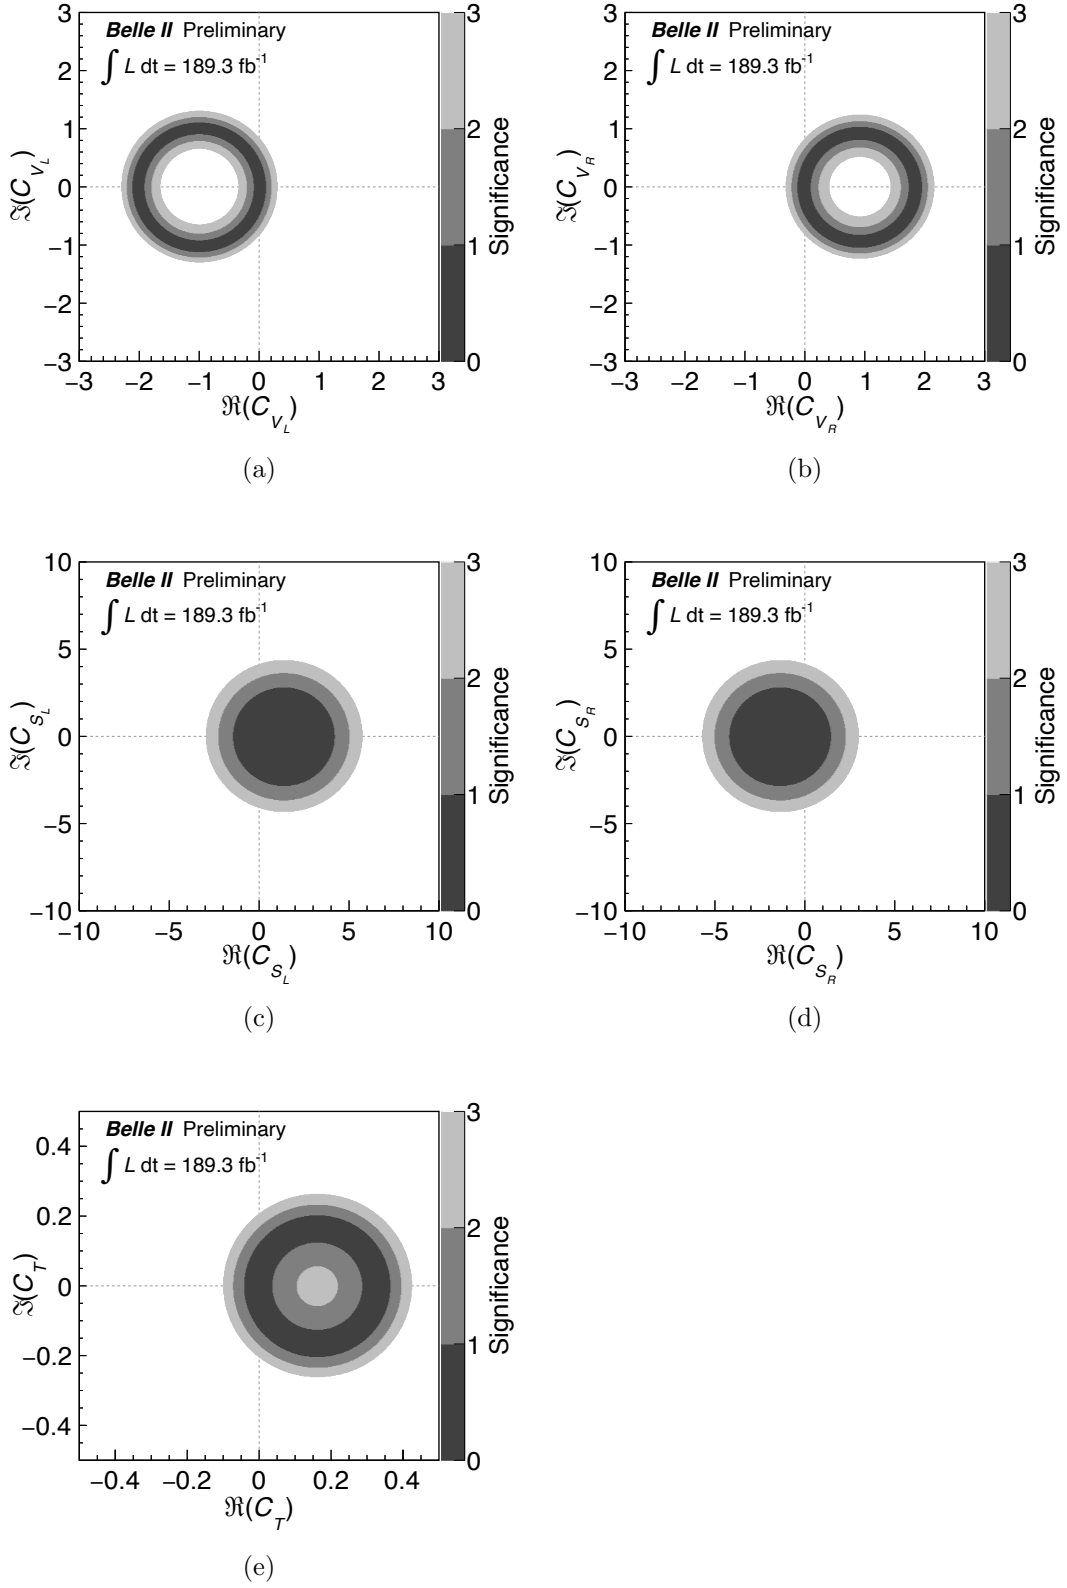 Belle II Preliminary
∫ L dt = 189.3 fb⁻¹
3
2
1
0
−1
−2
−3
ℑ(C_{V_L})
−3 −2 −1 0 1 2 3
ℜ(C_{V_L})
3
2
1
0
Significance
(a)
Belle II Preliminary
∫ L dt = 189.3 fb⁻¹
3
2
1
0
−1
−2
−3
ℑ(C_{V_R})
−3 −2 −1 0 1 2 3
ℜ(C_{V_R})
3
2
1
0
Significance
(b)
Belle II Preliminary
∫ L dt = 189.3 fb⁻¹
10
5
0
−5
−10
ℑ(C_{S_L})
−10 −5 0 5 10
ℜ(C_{S_L})
3
2
1
0
Significance
(c)
Belle II Preliminary
∫ L dt = 189.3 fb⁻¹
10
5
0
−5
−10
ℑ(C_{S_R})
−10 −5 0 5 10
ℜ(C_{S_R})
3
2
1
0
Significance
(d)
Belle II Preliminary
∫ L dt = 189.3 fb⁻¹
0.4
0.2
0
−0.2
−0.4
ℑ(C_T)
−0.4 −0.2 0 0.2 0.4
ℜ(C_T)
3
2
1
0
Significance
(e)